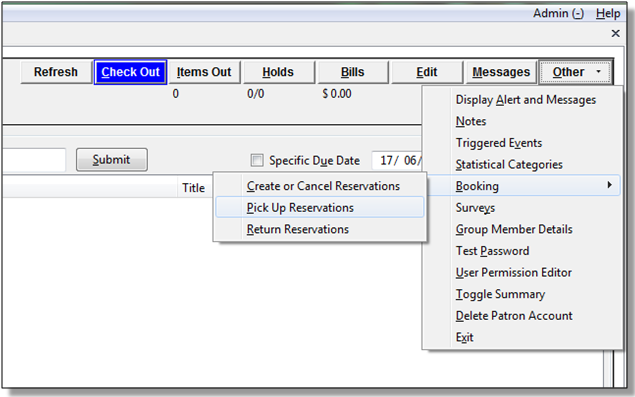 Admin (-) Help
Refresh Check Out Items Out Holds Bills Edit Messages Other
0 0/0 $ 0.00
Display Alert and Messages
Notes
Triggered Events
Submit Specific Due Date 17/ 06/
Statistical Categories
Title
Create or Cancel Reservations
Booking
Pick Up Reservations
Surveys
Return Reservations
Group Member Details
Test Password
User Permission Editor
Toggle Summary
Delete Patron Account
Exit